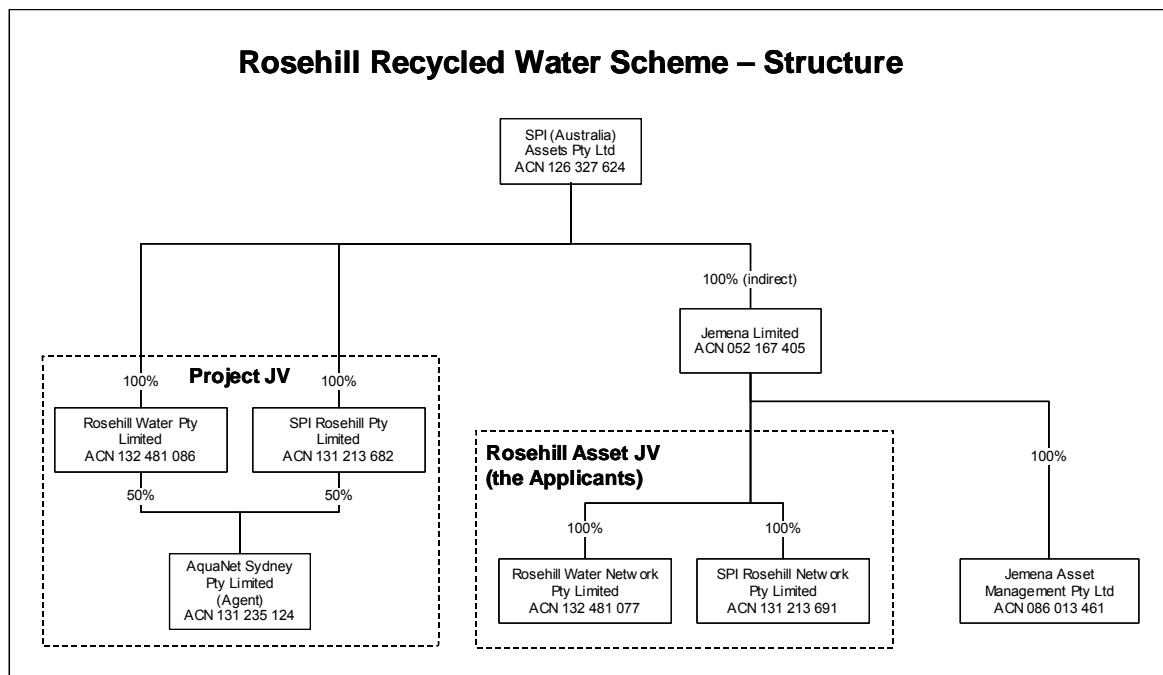 Rosehill Recycled Water Scheme – Structure
SPI (Australia)
Assets Pty Ltd
ACN 126 327 624
100% (indirect)
Jemena Limited
ACN 052 167 405
Project JV
100%
100%
Rosehill Water Pty
Limited
ACN 132 481 086
SPI Rosehill Pty
Limited
ACN 131 213 682
50%
50%
AquaNet Sydney
Pty Limited
(Agent)
ACN 131 235 124
Rosehill Asset JV
(the Applicants)
100%
100%
100%
Rosehill Water Network
Pty Limited
ACN 132 481 077
SPI Rosehill Network
Pty Limited
ACN 131 213 691
Jemena Asset
Management Pty Ltd
ACN 086 013 461